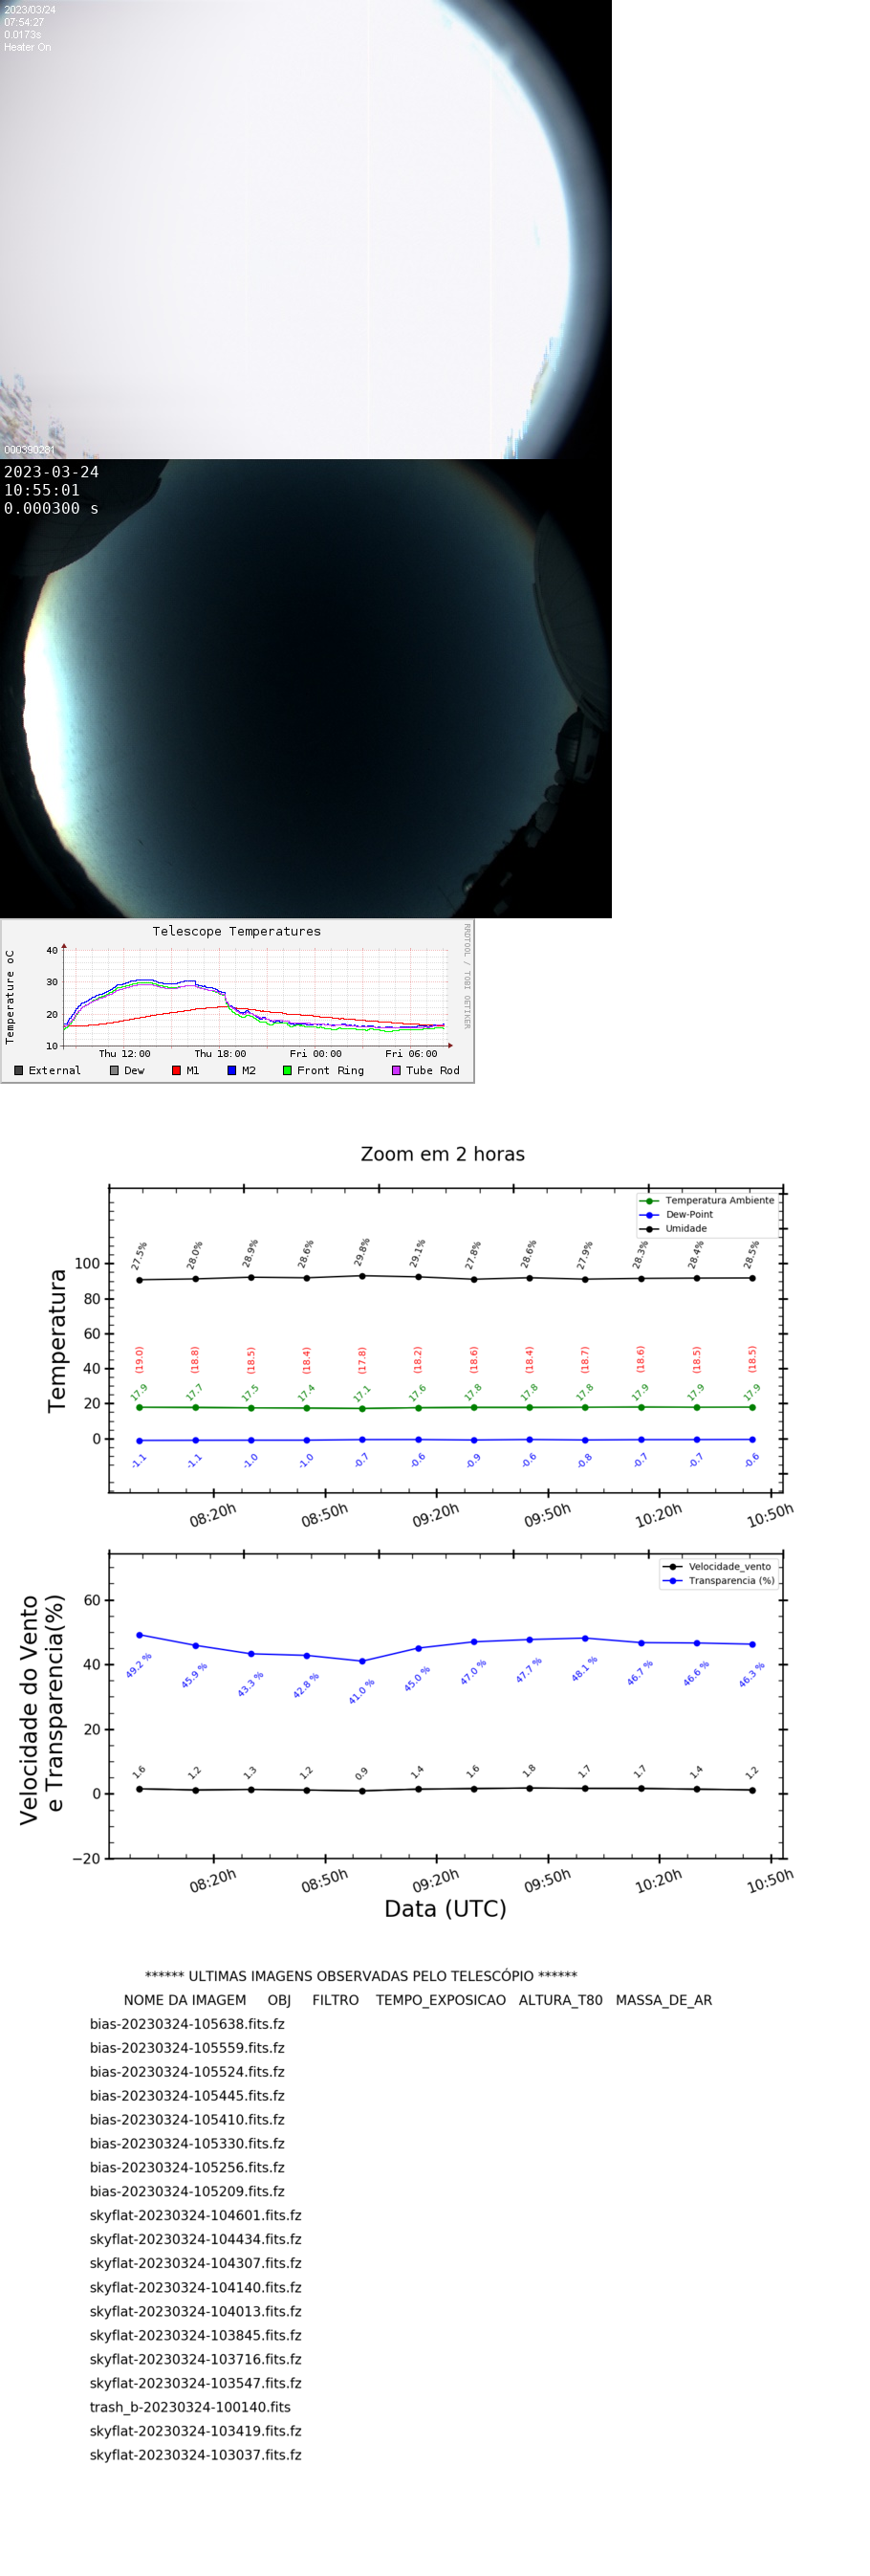 2023/03/24
07:54:27
0.0173s
Heater On
000390281
2023-03-24
10:55:01
0.000300 s
Telescope Temperatures
RRDTOOL / TOBI OETIKER
Temperature oC
40
30
20
10
Thu 12:00 Thu 18:00 Fri 00:00 Fri 06:00
External Dew M1 M2 Front Ring Tube Rod
Zoom em 2 horas
Temperatura Ambiente
Dew-Point
Umidade
Temperatura
100
80
60
40
20
0
27.5% 28.0% 28.9% 28.6% 29.8% 29.1% 27.8% 28.6% 27.9% 28.3% 28.4% 28.5%
(19.0) (18.8) (18.5) (18.4) (17.8) (18.2) (18.6) (18.4) (18.7) (18.6) (18.5) (18.5)
17.9 17.7 17.5 17.4 17.1 17.6 17.8 17.8 17.8 17.9 17.9 17.9
-1.1 -1.1 -1.0 -1.0 -0.7 -0.6 -0.9 -0.6 -0.8 -0.7 -0.7 -0.6
08:20h 08:50h 09:20h 09:50h 10:20h 10:50h
Velocidade_vento
Transparencia (%)
Velocidade do Vento
e Transparencia(%)
60
40
20
0
−20
49.2 % 45.9 % 43.3 % 42.8 % 41.0 % 45.0 % 47.0 % 47.7 % 48.1 % 46.7 % 46.6 % 46.3 %
1.6 1.2 1.3 1.2 0.9 1.4 1.6 1.8 1.7 1.7 1.4 1.2
08:20h 08:50h 09:20h 09:50h 10:20h 10:50h
Data (UTC)
****** ULTIMAS IMAGENS OBSERVADAS PELO TELESCÓPIO ******
NOME DA IMAGEM OBJ FILTRO TEMPO_EXPOSICAO ALTURA_T80 MASSA_DE_AR
bias-20230324-105638.fits.fz
bias-20230324-105559.fits.fz
bias-20230324-105524.fits.fz
bias-20230324-105445.fits.fz
bias-20230324-105410.fits.fz
bias-20230324-105330.fits.fz
bias-20230324-105256.fits.fz
bias-20230324-105209.fits.fz
skyflat-20230324-104601.fits.fz
skyflat-20230324-104434.fits.fz
skyflat-20230324-104307.fits.fz
skyflat-20230324-104140.fits.fz
skyflat-20230324-104013.fits.fz
skyflat-20230324-103845.fits.fz
skyflat-20230324-103716.fits.fz
skyflat-20230324-103547.fits.fz
trash_b-20230324-100140.fits
skyflat-20230324-103419.fits.fz
skyflat-20230324-103037.fits.fz